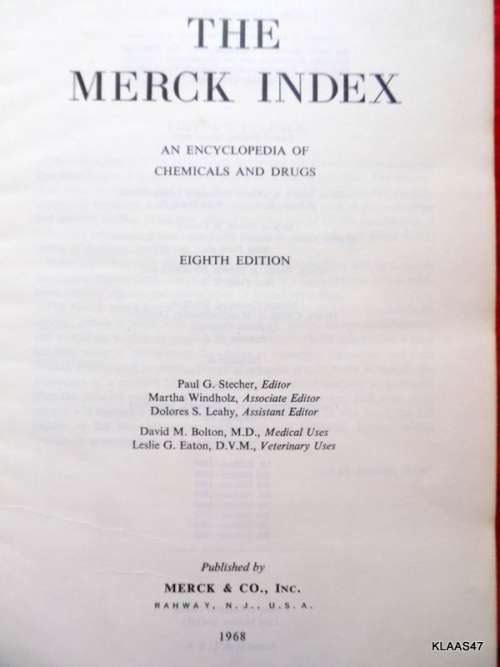 THE
MERCK INDEX
AN ENCYCLOPEDIA OF
CHEMICALS AND DRUGS
EIGHTH EDITION
Paul G. Stecher, Editor
Martha Windholz, Associate Editor
Dolores S. Leahy, Assistant Editor
David M. Bolton, M.D., Medical Uses
Leslie G. Eaton, D.V.M., Veterinary Uses
Published by
MERCK & CO., INC.
RAHWAY, N.J., U.S.A.
1968
KLAAS47